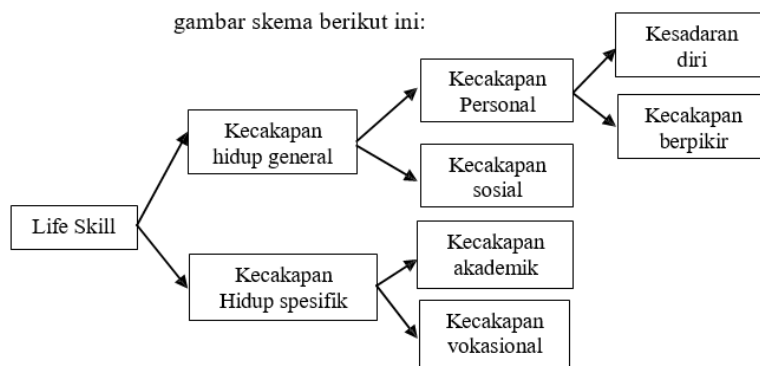 gambar skema berikut ini:
Life Skill
Kecakapan
hidup general
Kecakapan
Personal
Kesadaran
diri
Kecakapan
berpikir
Kecakapan
sosial
Kecakapan
Hidup spesifik
Kecakapan
akademik
Kecakapan
vokasional